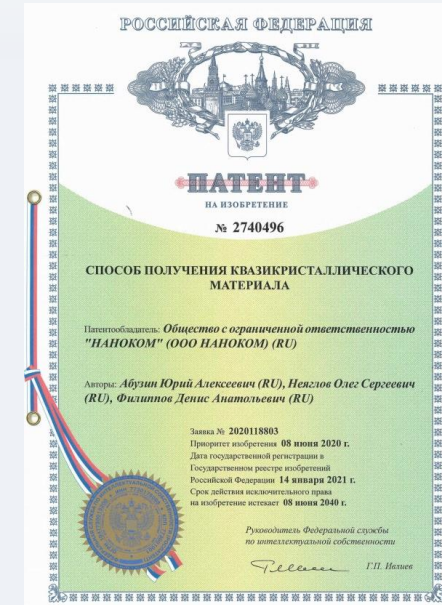 РОССИЙСКАЯ ФЕДЕРАЦИЯ
ПАТЕНТ
НА ИЗОБРЕТЕНИЕ
№ 2740496
СПОСОБ ПОЛУЧЕНИЯ КВАЗИКРИСТАЛЛИЧЕСКОГО
МАТЕРИАЛА
Патентообладатель: Общество с ограниченной ответственностью
"НАНОКОМ" (ООО НАНОКОМ) (RU)
Авторы: Абузин Юрий Алексеевич (RU), Неяглов Олег Сергеевич
(RU), Филиппов Денис Анатольевич (RU)
Заявка № 2020118803
Приоритет изобретения 08 июня 2020 г.
Дата государственной регистрации в
Государственном реестре изобретений
Российской Федерации 14 января 2021 г.
Срок действия исключительного права
на изобретение истекает 08 июня 2040 г.
Руководитель Федеральной службы
по интеллектуальной собственности
Г.П. Ивлиев